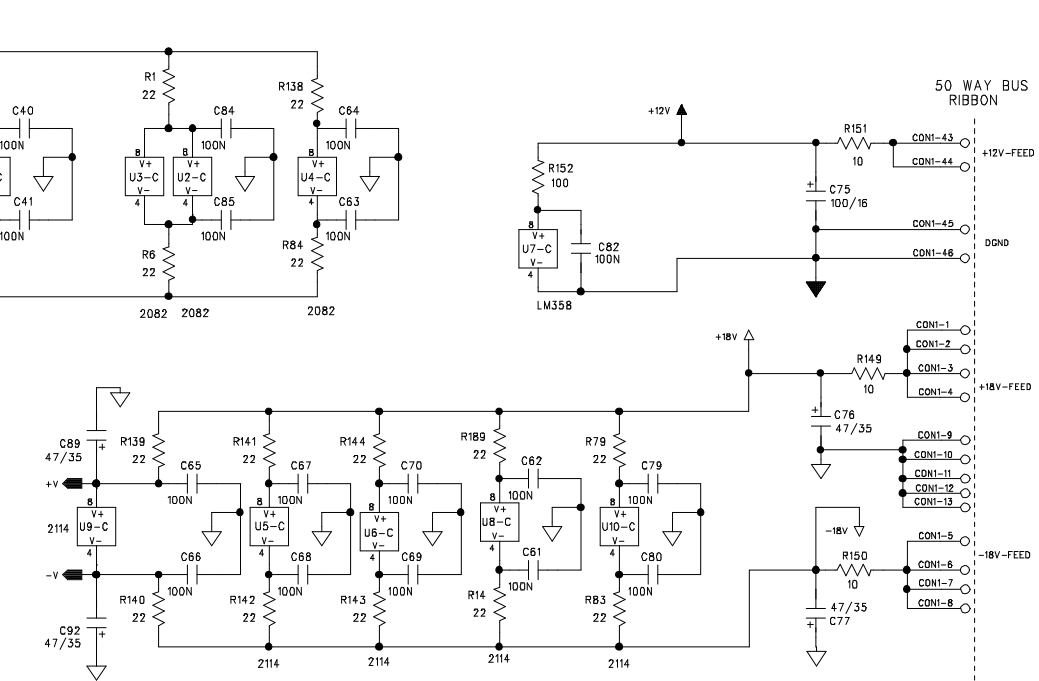 50 WAY BUS
RIBBON
R1
22
R138
22
C40
100N
C84
100N
C64
100N
+12V
R151
10
CON1-43
CON1-44
+12V-FEED
8
V+
U3-C
V-
4
8
V+
U2-C
V-
4
8
V+
U4-C
V-
4
C
R152
100
C75
100/16
+
C41
100N
C85
100N
C63
100N
CON1-45
DGND
CON1-46
8
V+
U7-C
V-
4
C82
100N
R6
22
R84
22
2082
2082
2082
LM358
+18V
CON1-1
CON1-2
CON1-3
CON1-4
R149
10
+18V-FEED
C76
47/35
+
C89
47/35
+
R139
22
R141
22
R144
22
R189
22
R79
22
CON1-9
CON1-10
CON1-11
CON1-12
CON1-13
+V
C65
100N
C67
100N
C70
100N
C62
100N
C79
100N
2114
8
V+
U9-C
V-
4
8
V+
U5-C
V-
4
8
V+
U6-C
V-
4
8
V+
U8-C
V-
4
8
V+
U10-C
V-
4
-18V
CON1-5
CON1-6
CON1-7
CON1-8
-18V-FEED
R150
10
-V
C66
100N
C68
100N
C69
100N
C61
100N
C80
100N
R140
22
R142
22
R143
22
R14
22
R83
22
47/35
C77
+
C92
47/35
+
2114
2114
2114
2114